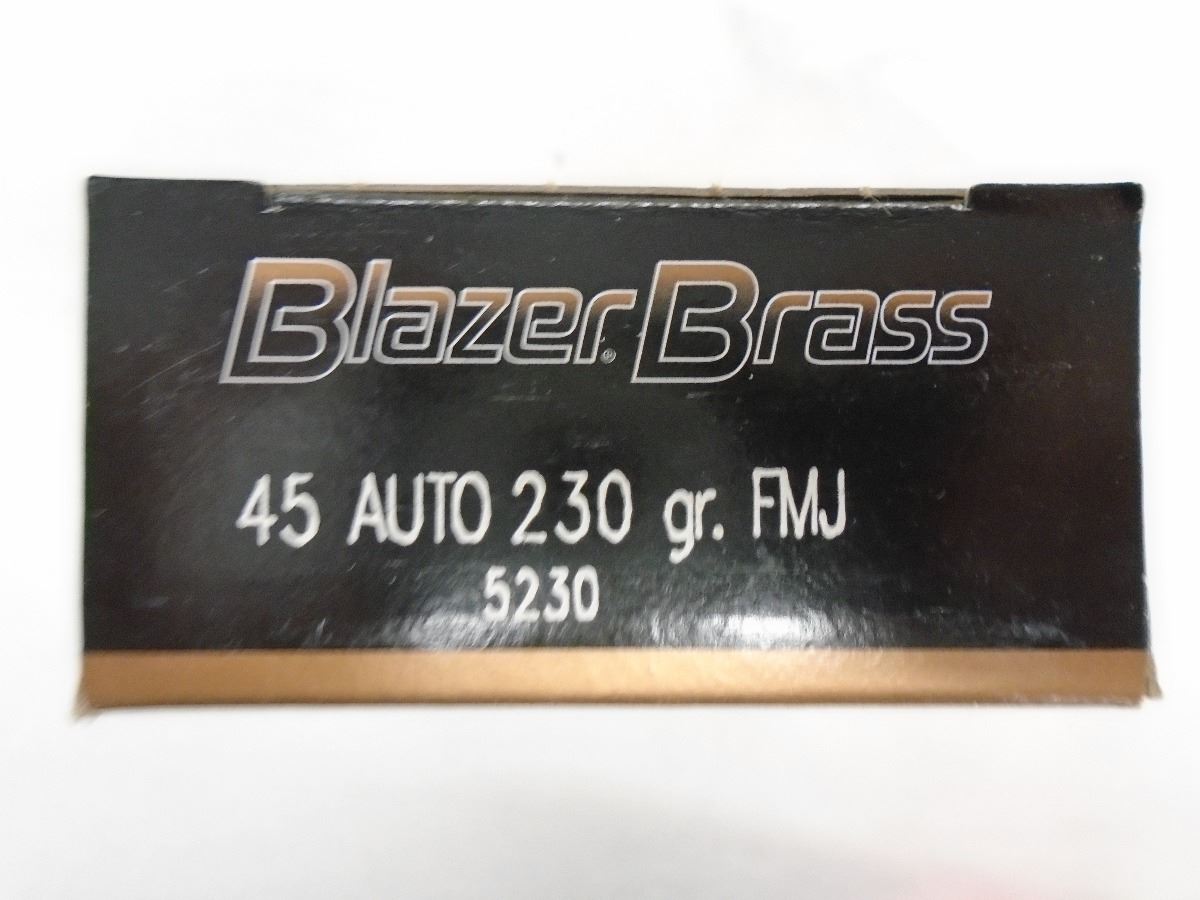 Blazer® Brass
45 AUTO 230 gr. FMJ
5230